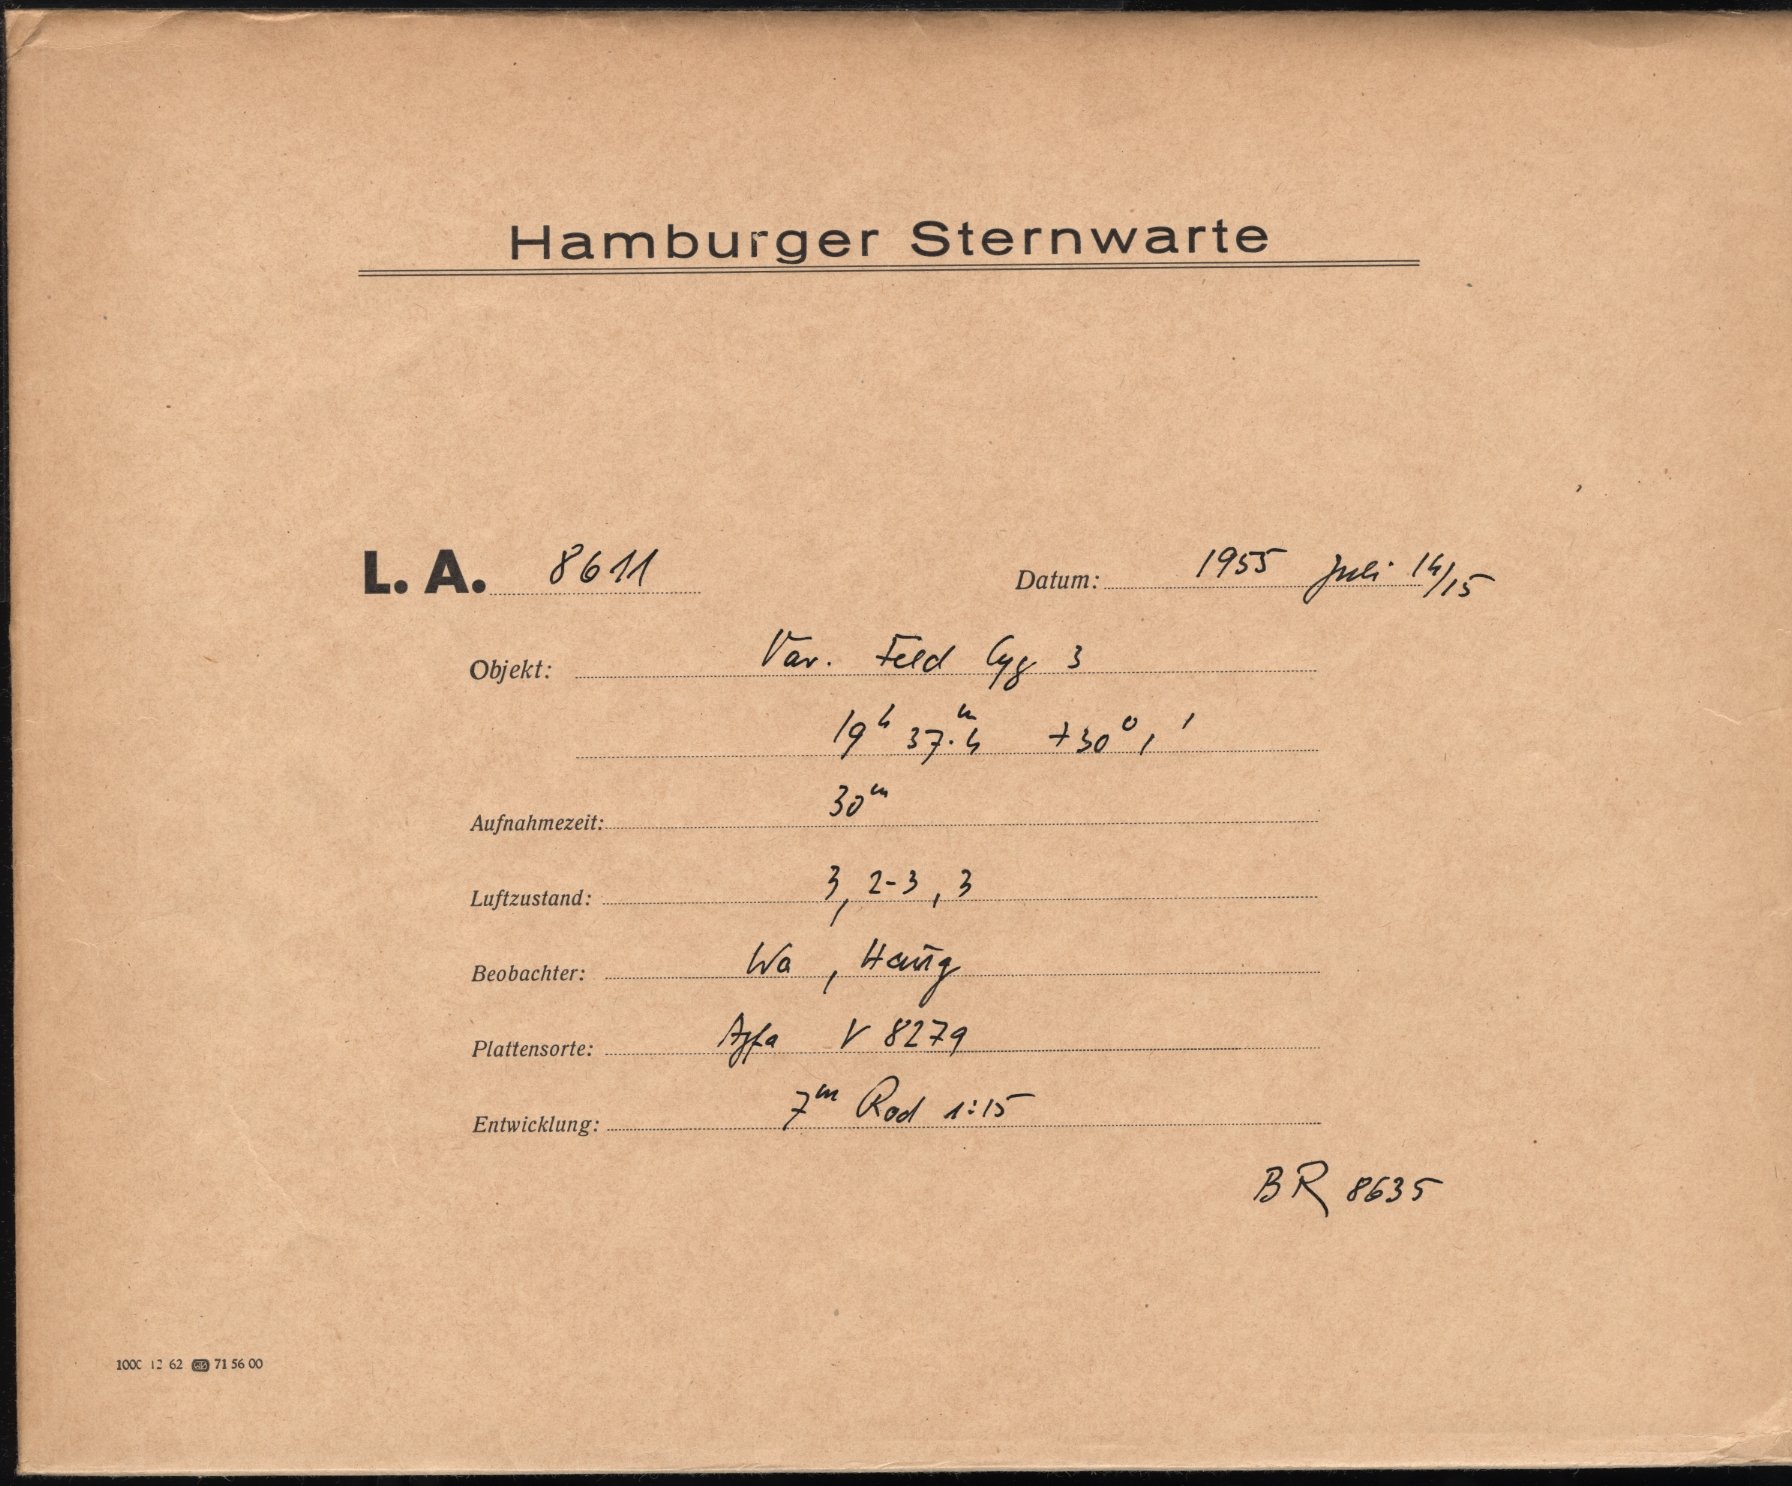 Hamburger Sternwarte
L. A. 8611 Datum: 1955 Juli 14/15
Objekt: Var. Feld Cyg 3
19h 37.4m +30° 1'
Aufnahmezeit: 30m
Luftzustand: 3, 2-3, 3
Beobachter: Wa, Haug
Plattensorte: Agfa V 8279
Entwicklung: 7m Rod 1:15
BR 8635
1000 12 62 71 56 00